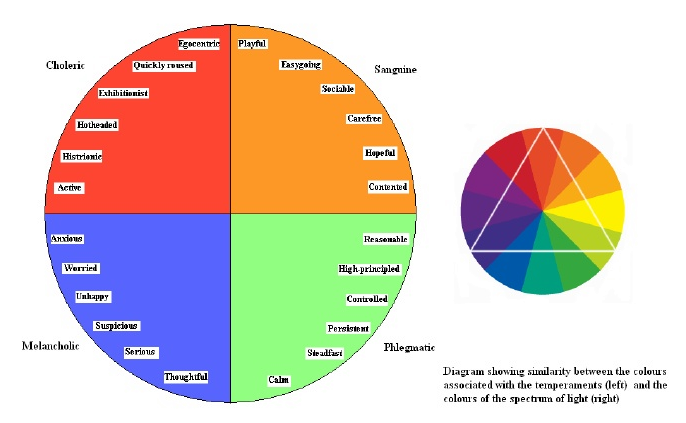 Choleric
Egocentric
Quickly roused
Exhibitionist
Hotheaded
Histrionic
Active
Sanguine
Playful
Easygoing
Sociable
Carefree
Hopeful
Contented
Melancholic
Anxious
Worried
Unhappy
Suspicious
Serious
Thoughtful
Phlegmatic
Reasonable
High-principled
Controlled
Persistent
Steadfast
Calm
Diagram showing similarity between the colours
associated with the temperaments (left) and the
colours of the spectrum of light (right)